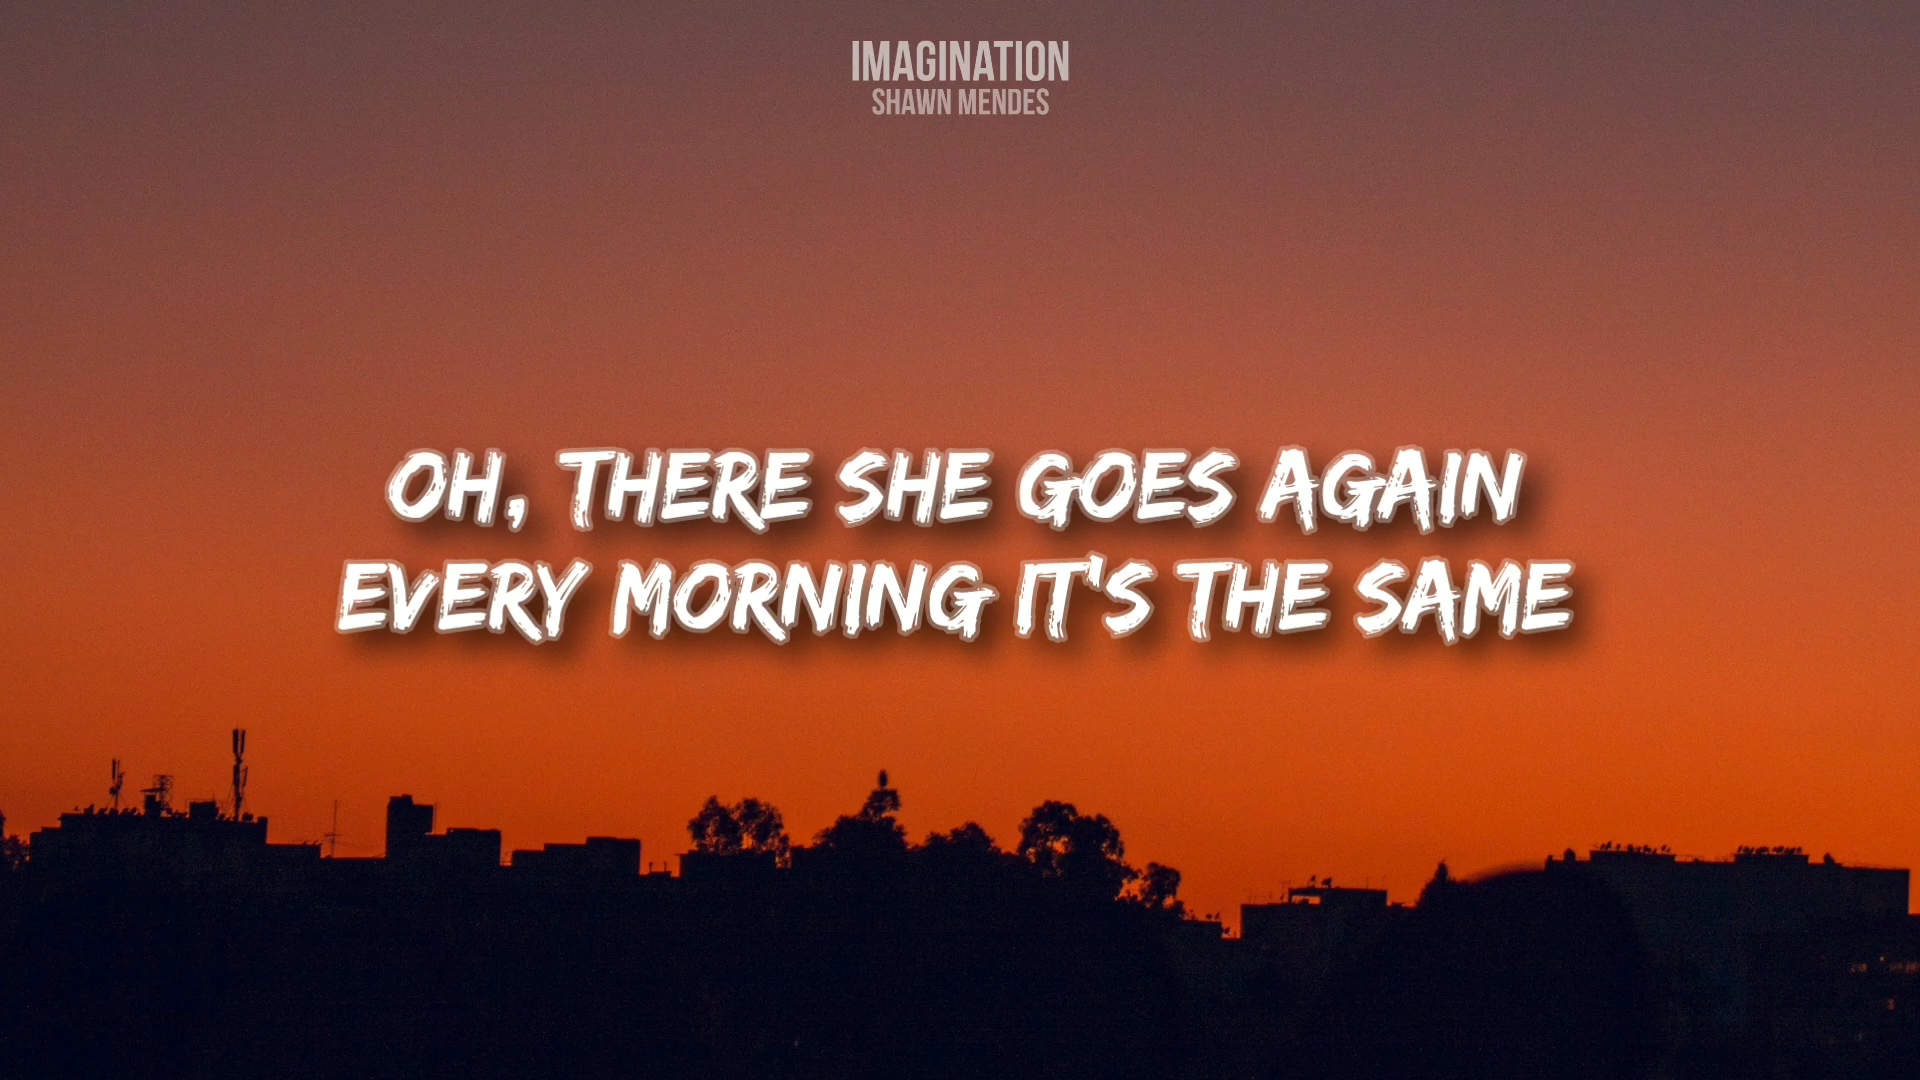 IMAGINATION
SHAWN MENDES
OH, THERE SHE GOES AGAIN
EVERY MORNING IT'S THE SAME